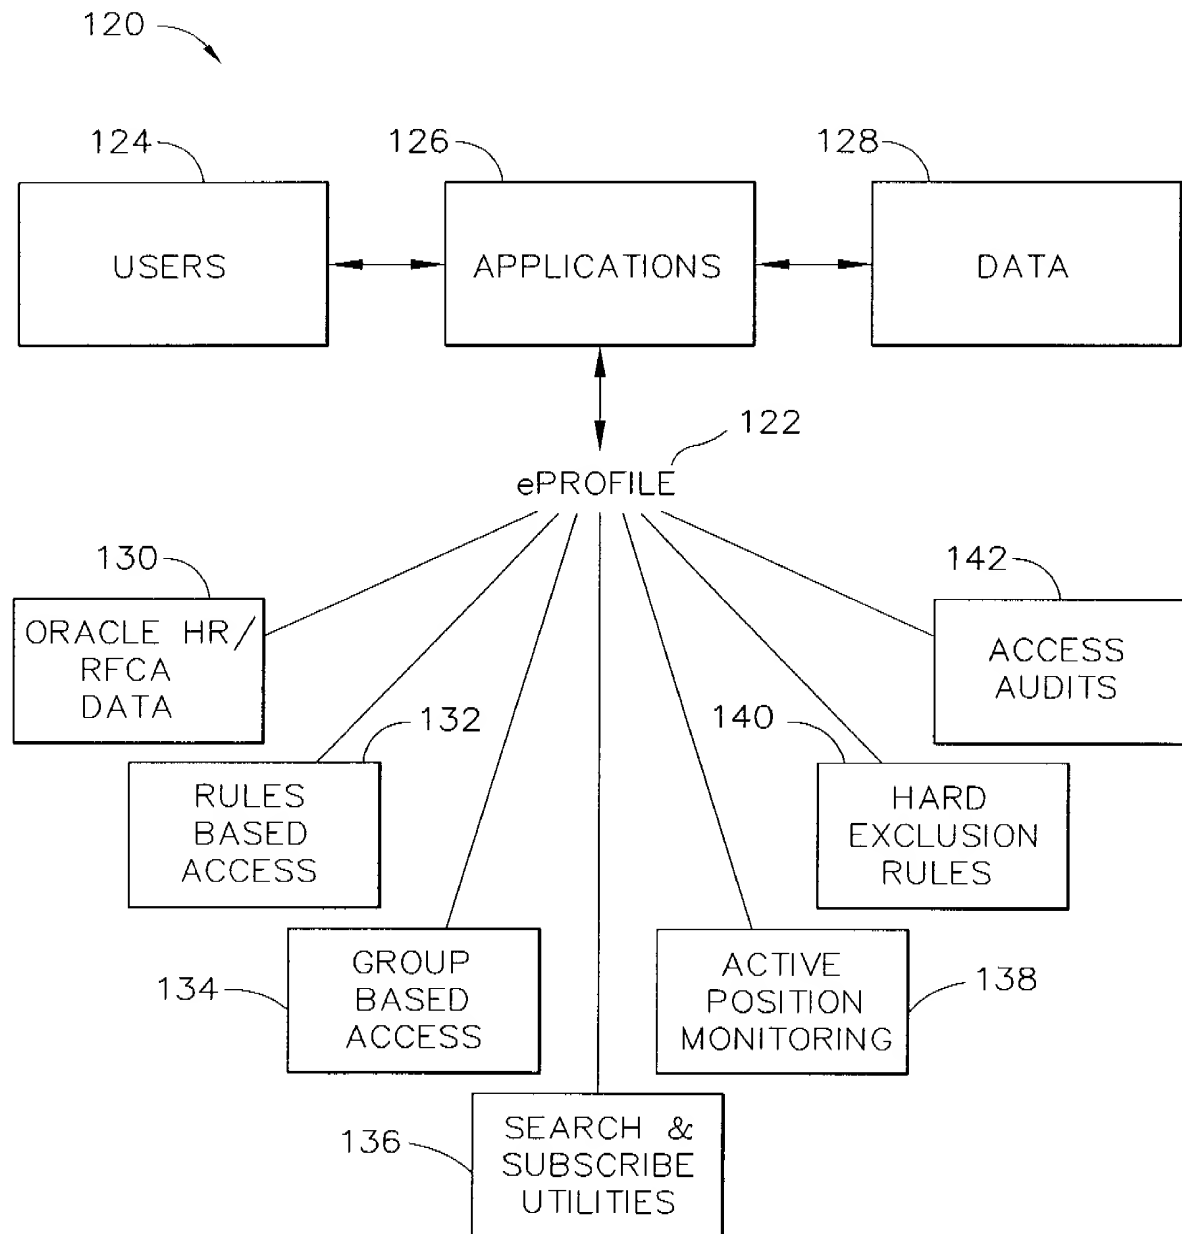 120
124
126
128
USERS
APPLICATIONS
DATA
122
ePROFILE
130
142
ORACLE HR/
RFCA
DATA
ACCESS
AUDITS
132
140
RULES
BASED
ACCESS
HARD
EXCLUSION
RULES
134
GROUP
BASED
ACCESS
ACTIVE
POSITION
MONITORING
138
136
SEARCH &
SUBSCRIBE
UTILITIES